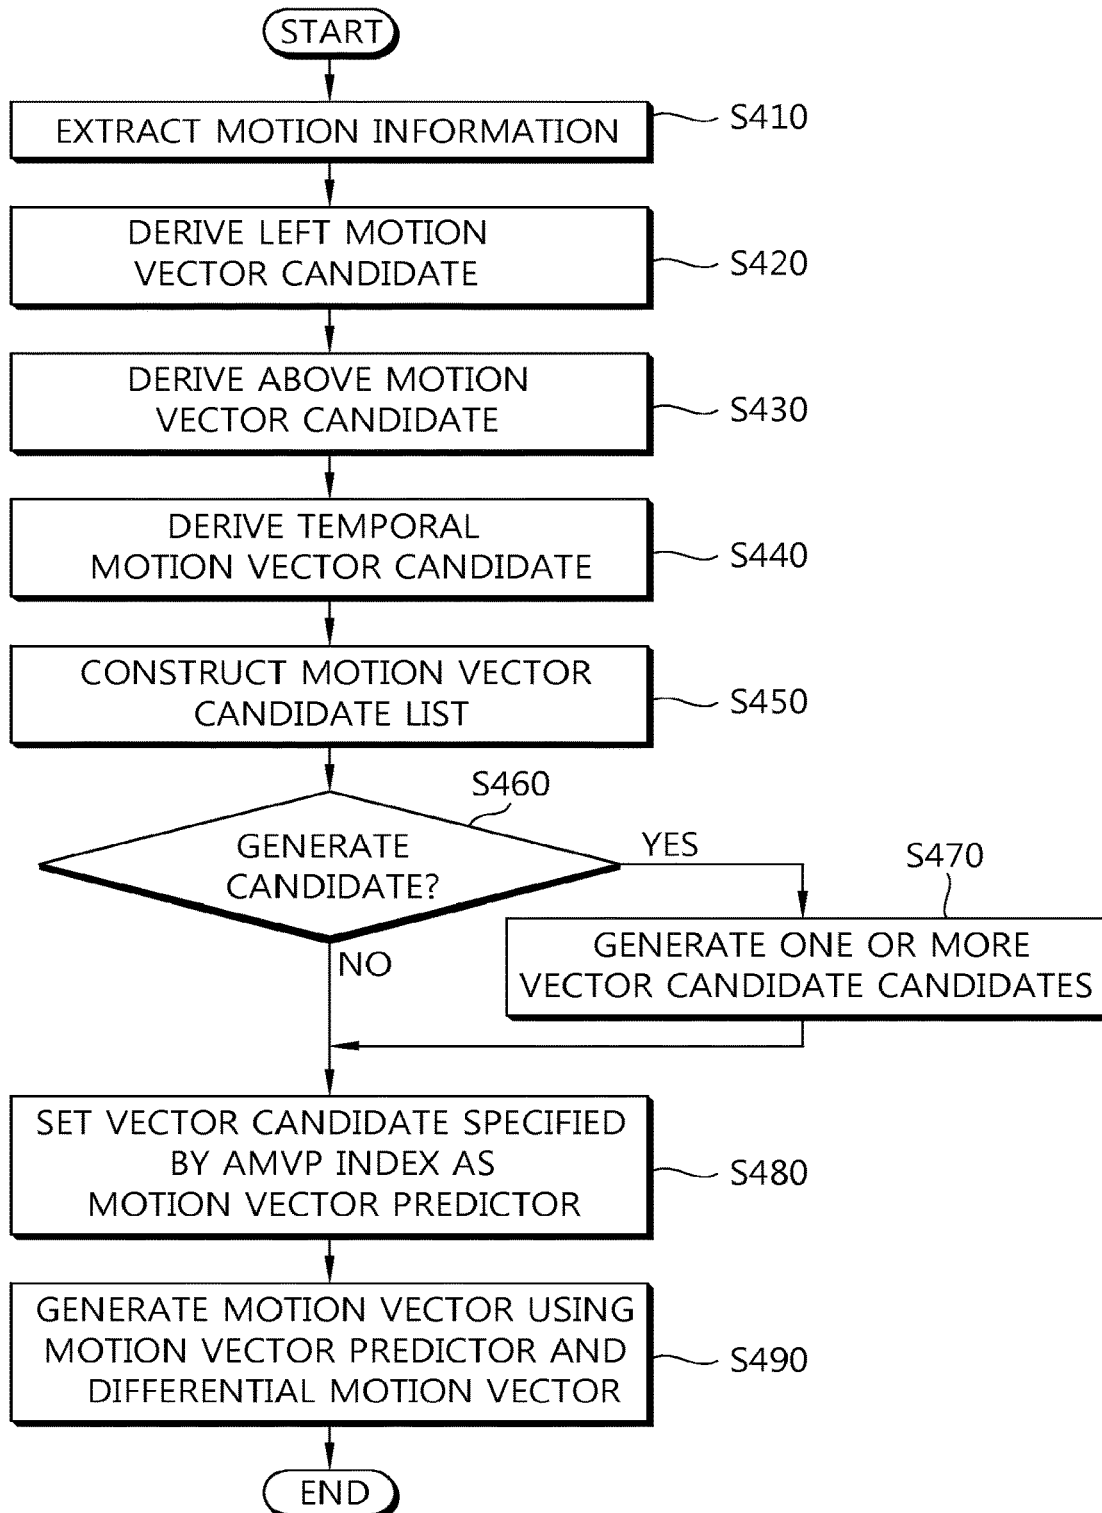 START
EXTRACT MOTION INFORMATION
S410
DERIVE LEFT MOTION
VECTOR CANDIDATE
S420
DERIVE ABOVE MOTION
VECTOR CANDIDATE
S430
DERIVE TEMPORAL
MOTION VECTOR CANDIDATE
S440
CONSTRUCT MOTION VECTOR
CANDIDATE LIST
S450
S460
GENERATE
CANDIDATE?
YES
S470
GENERATE ONE OR MORE
VECTOR CANDIDATE CANDIDATES
NO
SET VECTOR CANDIDATE SPECIFIED
BY AMVP INDEX AS
MOTION VECTOR PREDICTOR
S480
GENERATE MOTION VECTOR USING
MOTION VECTOR PREDICTOR AND
DIFFERENTIAL MOTION VECTOR
S490
END